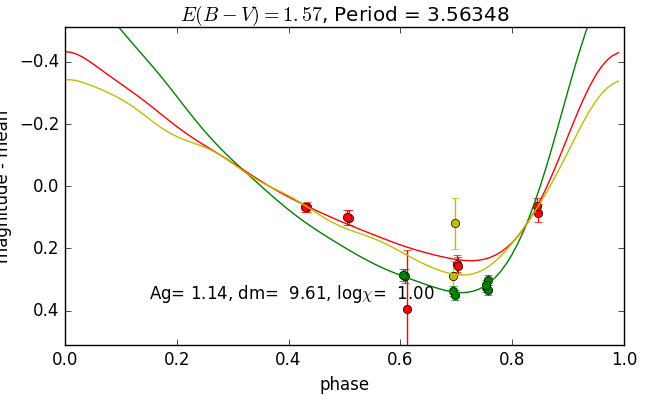 E(B − V) = 1.57, Period = 3.56348
−0.4
−0.2
0.0
0.2
0.4
magnitude - mean
Ag= 1.14, dm=  9.61, logχ=  1.00
0.0 0.2 0.4 0.6 0.8 1.0
phase